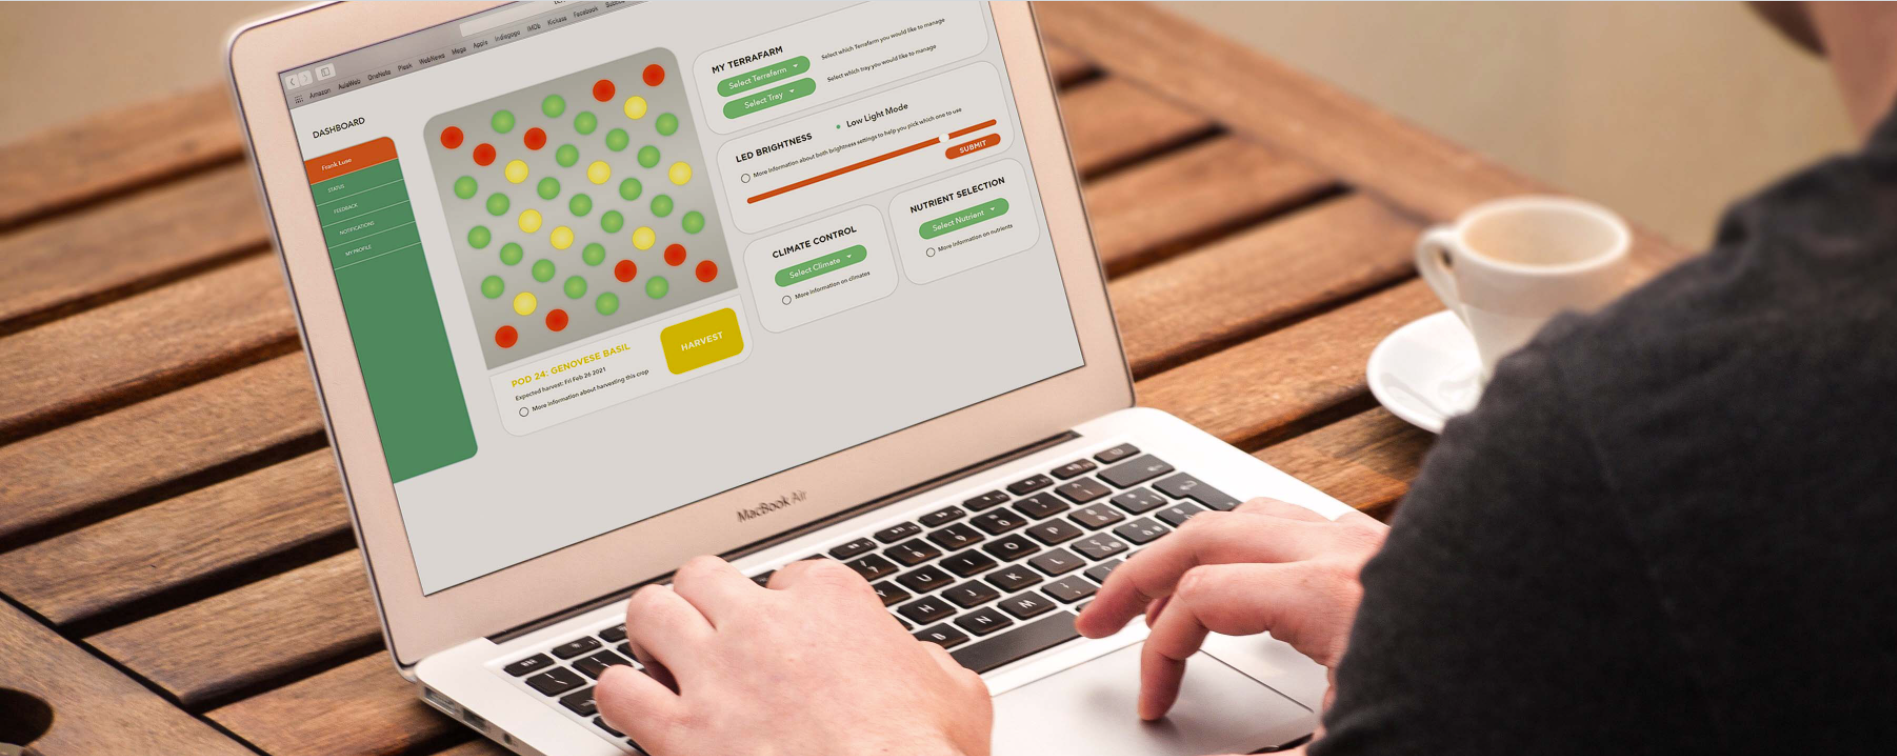 Amazon AulaWeb OneNote Plesk WebNews Mega Apple Indiegogo IMDb Kickass Facebook
DASHBOARD
Frank Luna
STATUS
FEEDBACK
NOTIFICATIONS
MY PROFILE
POD 24: GENOVESE BASIL
Expected harvest: Fri Feb 26 2021
More information about harvesting this crop
HARVEST
MY TERRAFARM
Select Terrafarm
Select which Terrafarm you would like to manage
Select Tray
Select which tray you would like to manage
LED BRIGHTNESS
Low Light Mode
More information about both brightness settings to help you pick which one to use
SUBMIT
CLIMATE CONTROL
Select Climate
More information on climates
NUTRIENT SELECTION
Select Nutrient
More information on nutrients
MacBook Air
U I O P
H J K L
B N M